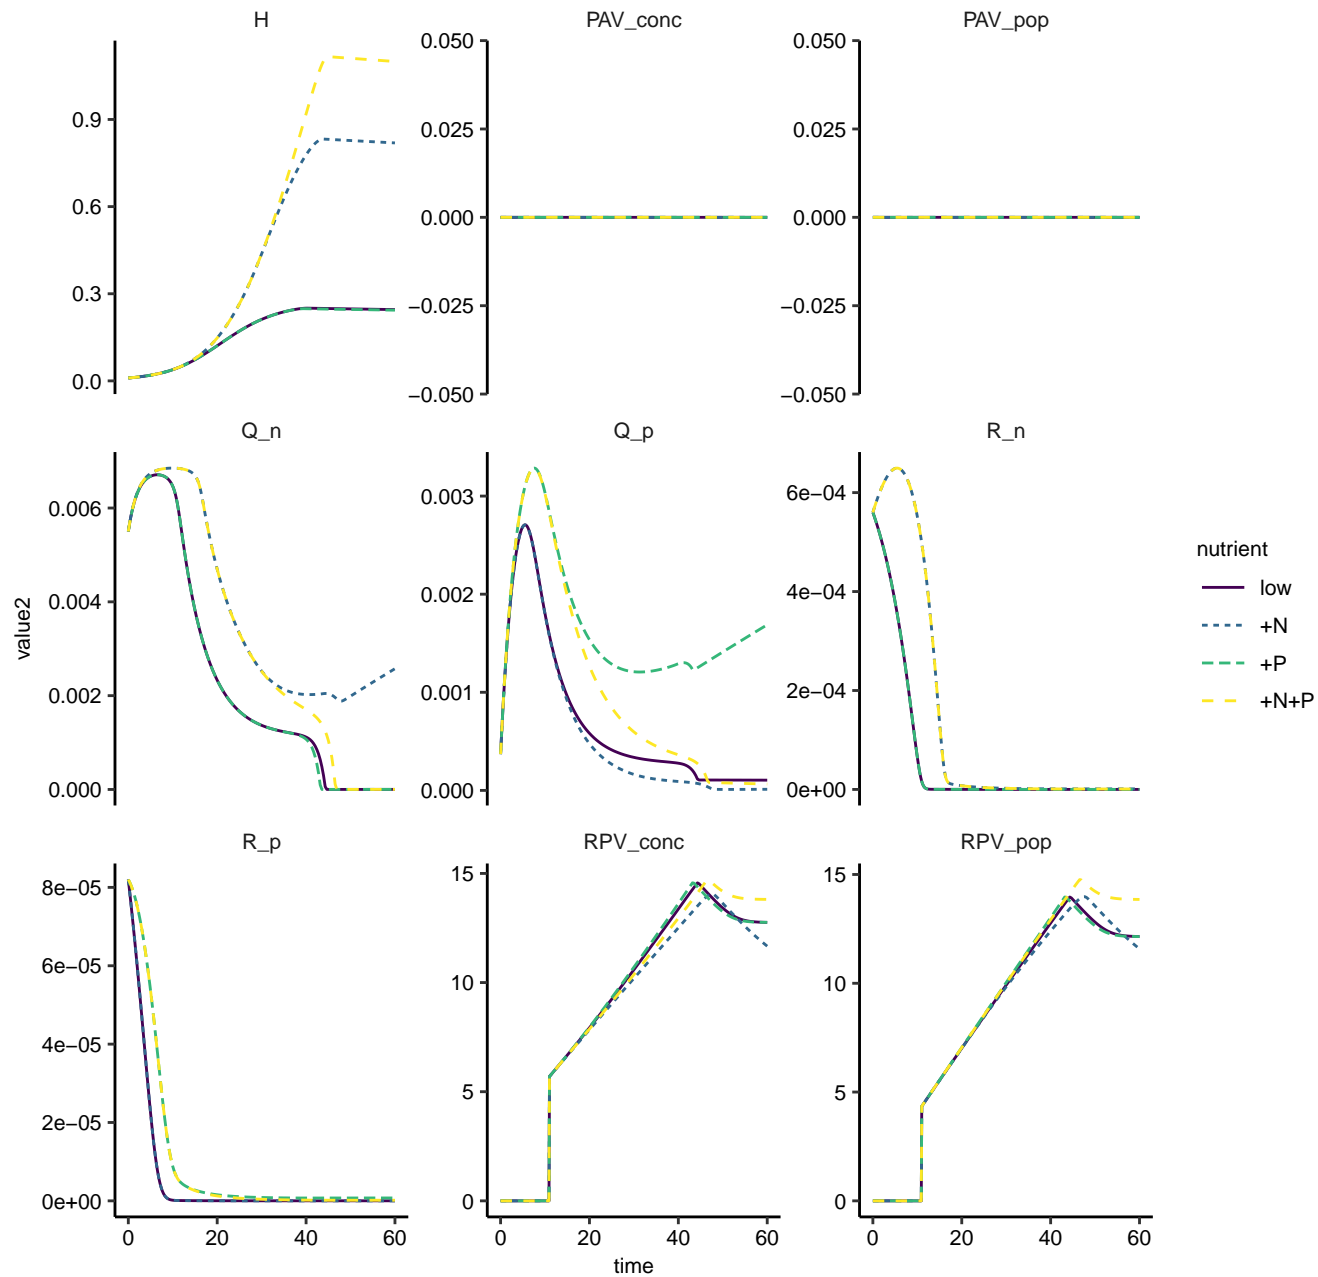 H
PAV_conc
PAV_pop
0.9
0.6
0.3
0.0
0.050
0.025
0.000
−0.025
−0.050
0.050
0.025
0.000
−0.025
−0.050
Q_n
Q_p
R_n
0.006
0.004
0.002
0.000
0.003
0.002
0.001
0.000
6e−04
4e−04
2e−04
0e+00
value2
R_p
RPV_conc
RPV_pop
8e−05
6e−05
4e−05
2e−05
0e+00
15
10
5
0
15
10
5
0
0 20 40 60
0 20 40 60
0 20 40 60
time
nutrient
low
+N
+P
+N+P